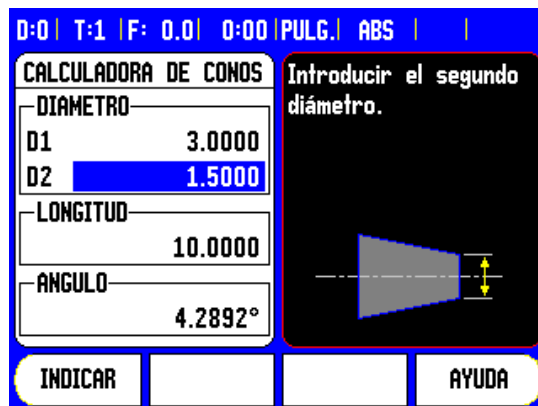 D:0 | T:1 | F: 0.0 | 0:00 | PULG. | ABS | |
CALCULADORA DE CONOS
DIAMETRO
D1 3.0000
D2 1.5000
LONGITUD
10.0000
ANGULO
4.2892°
Introducir el segundo
diámetro.
INDICAR
AYUDA